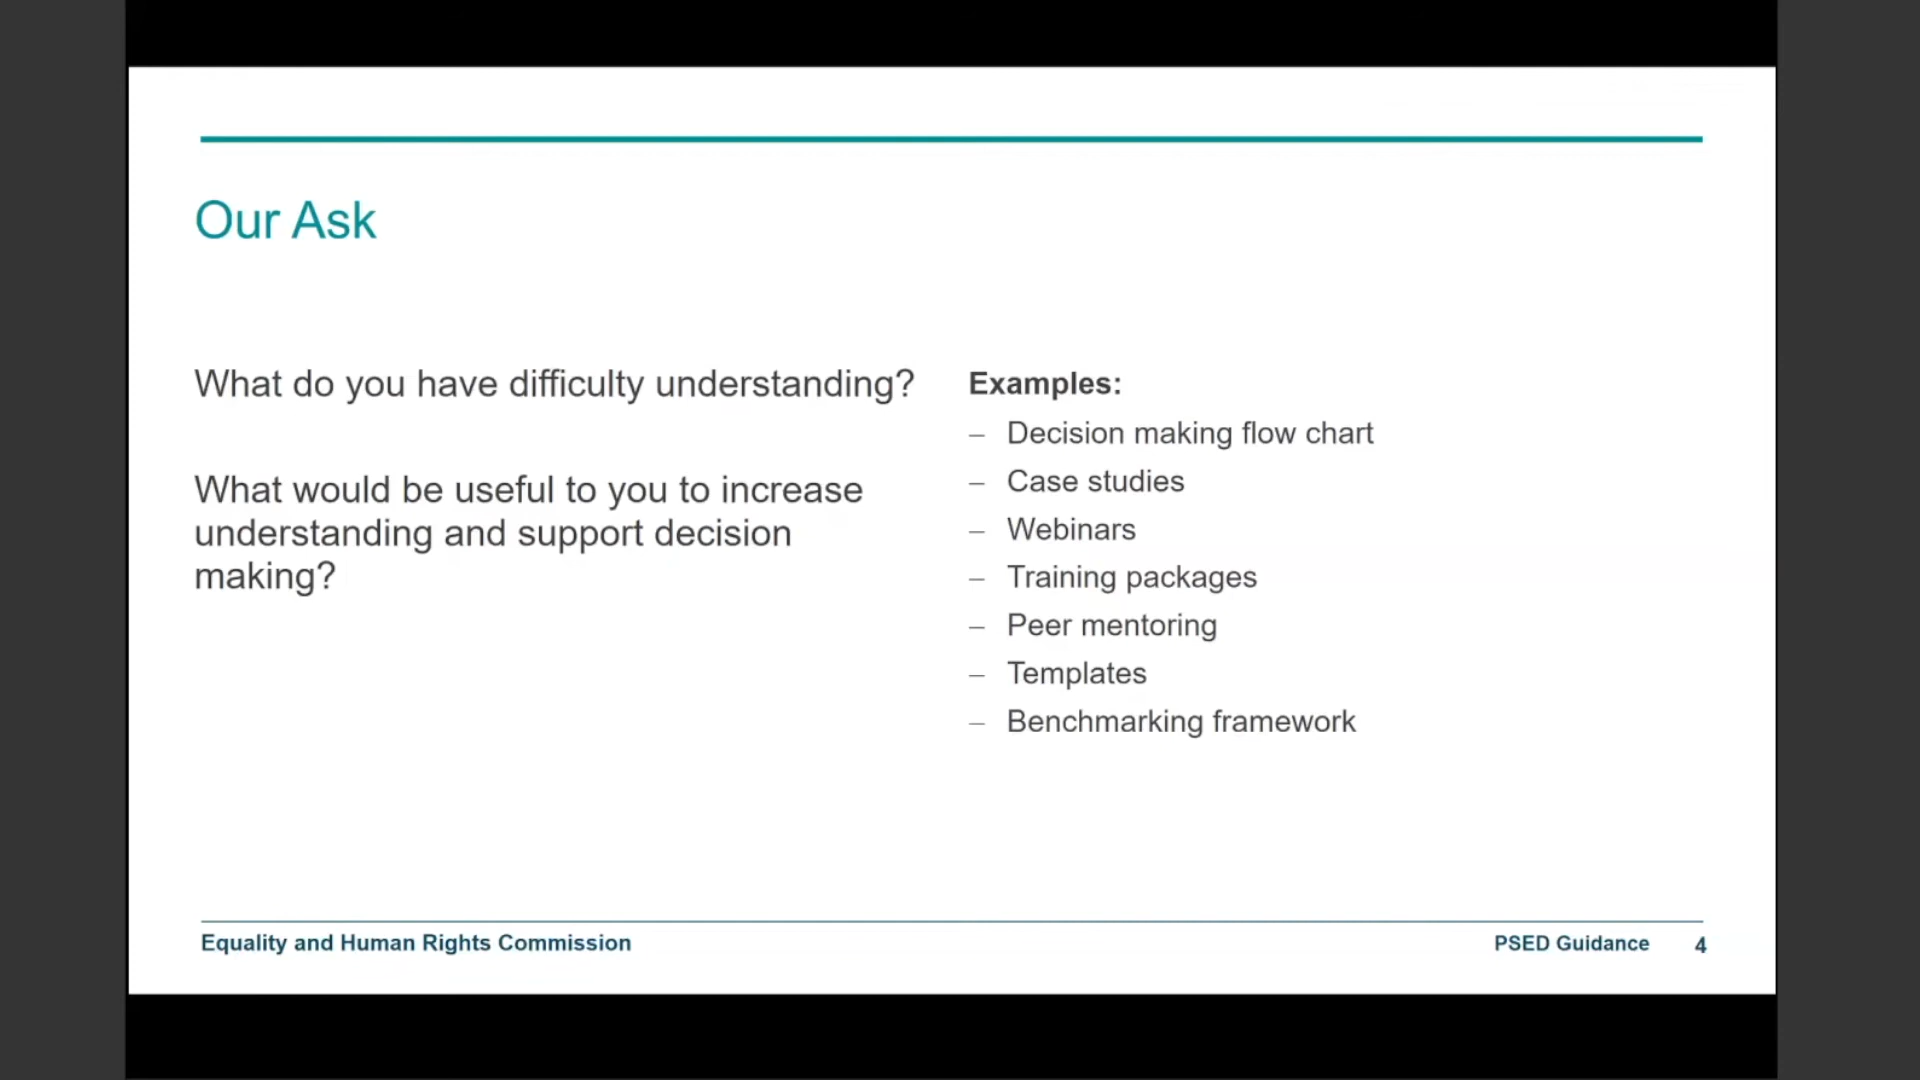 Our Ask
What do you have difficulty understanding?
What would be useful to you to increase
understanding and support decision
making?
Examples:
– Decision making flow chart
– Case studies
– Webinars
– Training packages
– Peer mentoring
– Templates
– Benchmarking framework
Equality and Human Rights Commission
PSED Guidance 4